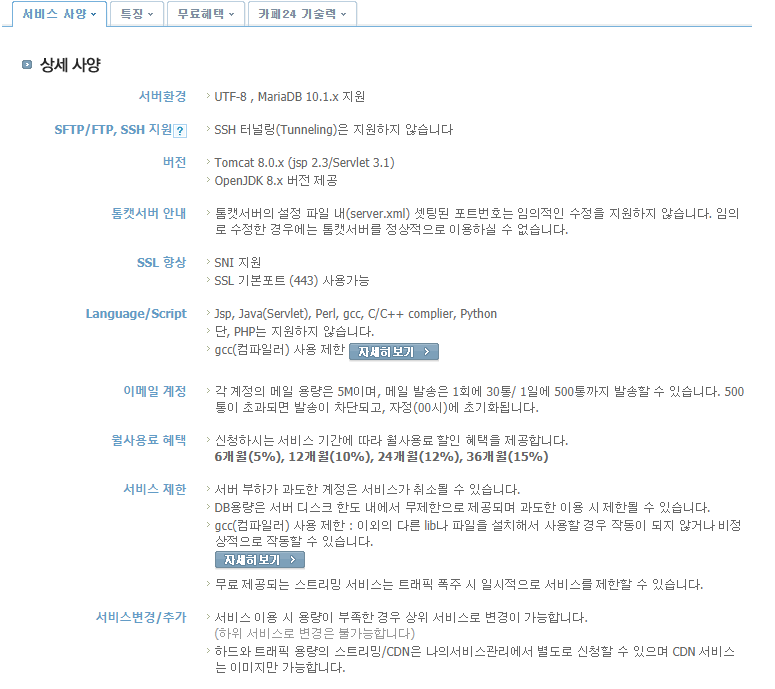 서비스 사양 특징 무료혜택 카페24 기술력
상세 사양
서버환경 UTF-8 , MariaDB 10.1.x 지원
SFTP/FTP, SSH 지원 ? SSH 터널링(Tunneling)은 지원하지 않습니다
버전 Tomcat 8.0.x (jsp 2.3/Servlet 3.1)
OpenJDK 8.x 버전 제공
톰캣서버 안내 톰캣서버의 설정 파일 내(server.xml) 셋팅된 포트번호는 임의적인 수정을 지원하지 않습니다. 임의
로 수정한 경우에는 톰캣서버를 정상적으로 이용하실 수 없습니다.
SSL 향상 SNI 지원
SSL 기본포트 (443) 사용가능
Language/Script Jsp, Java(Servlet), Perl, gcc, C/C++ complier, Python
단, PHP는 지원하지 않습니다.
gcc(컴파일러) 사용 제한 자세히 보기 >
이메일 계정 각 계정의 메일 용량은 5M이며, 메일 발송은 1회에 30통/ 1일에 500통까지 발송할 수 있습니다. 500
통이 초과되면 발송이 차단되고, 자정(00시)에 초기화됩니다.
월사용료 혜택 신청하시는 서비스 기간에 따라 월사용료 할인 혜택을 제공합니다.
6개월(5%), 12개월(10%), 24개월(12%), 36개월(15%)
서비스 제한 서버 부하가 과도한 계정은 서비스가 취소될 수 있습니다.
DB용량은 서버 디스크 한도 내에서 무제한으로 제공되며 과도한 이용 시 제한될 수 있습니다.
gcc(컴파일러) 사용 제한 : 이외의 다른 lib나 파일을 설치해서 사용할 경우 작동이 되지 않거나 비정
상적으로 작동할 수 있습니다.
자세히 보기 >
무료 제공되는 스트리밍 서비스는 트래픽 폭주 시 일시적으로 서비스를 제한할 수 있습니다.
서비스변경/추가 서비스 이용 시 용량이 부족한 경우 상위 서비스로 변경이 가능합니다.
(하위 서비스로 변경은 불가능합니다)
하드와 트래픽 용량의 스트리밍/CDN은 나의서비스관리에서 별도로 신청할 수 있으며 CDN 서비스
는 이미지만 가능합니다.